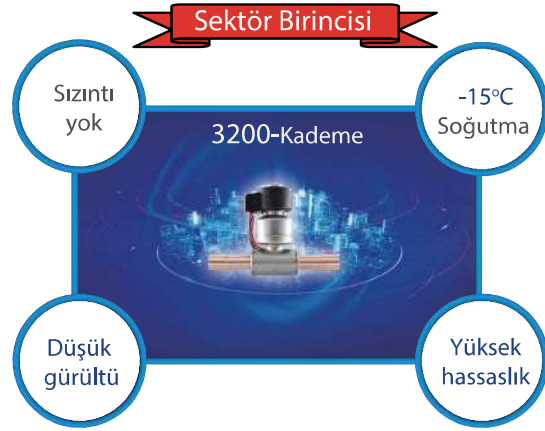 Sektör Birincisi
Sızıntı
yok
-15°C
Soğutma
3200-Kademe
Düşük
gürültü
Yüksek
hassaslık